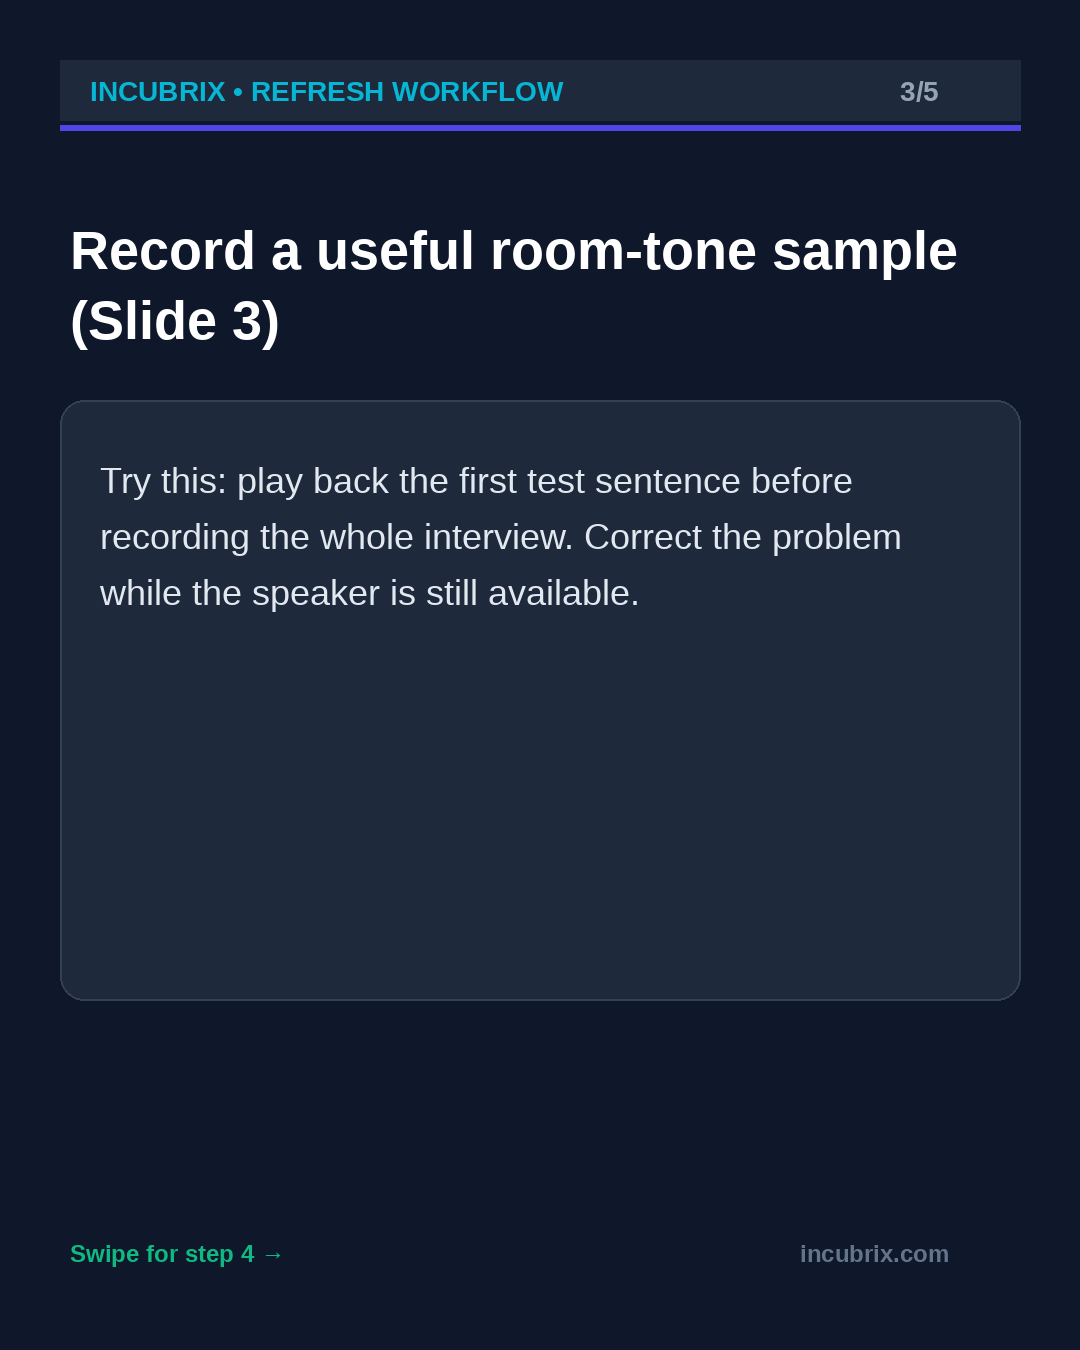 INCUBRIX • REFRESH WORKFLOW 3/5
Record a useful room-tone sample
(Slide 3)
Try this: play back the first test sentence before
recording the whole interview. Correct the problem
while the speaker is still available.
Swipe for step 4 → incubrix.com